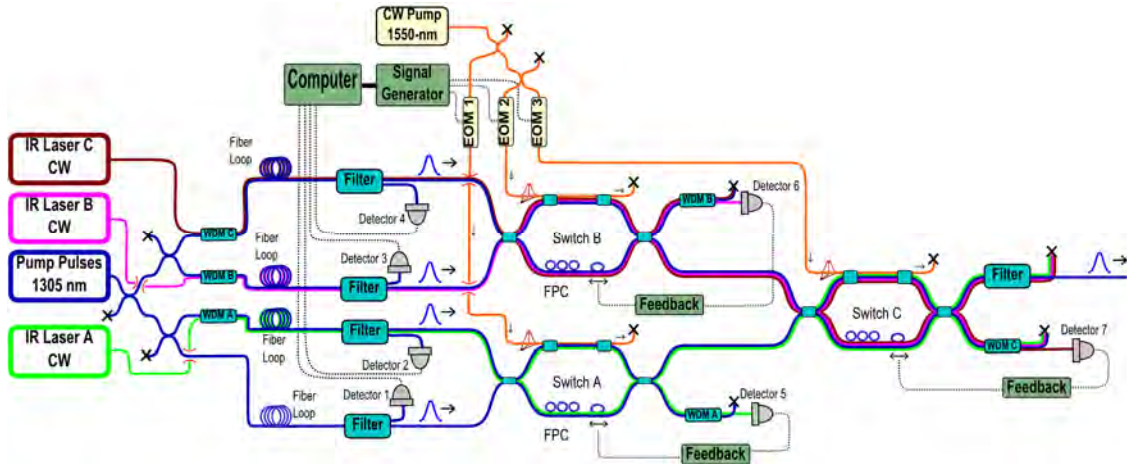 CW Pump
1550-nm
Computer
Signal
Generator
EOM 1
EOM 2
EOM 3
IR Laser C
CW
IR Laser B
CW
Pump Pulses
1305 nm
IR Laser A
CW
WDM C
WDM B
WDM A
Fiber
Loop
Fiber
Loop
Fiber
Loop
Fiber
Loop
Filter
Filter
Filter
Filter
Detector 4
Detector 3
Detector 2
Detector 1
Switch B
FPC
WDM B
Detector 6
Feedback
Switch A
FPC
WDM A
Detector 5
Feedback
Switch C
Filter
WDM C
Detector 7
Feedback